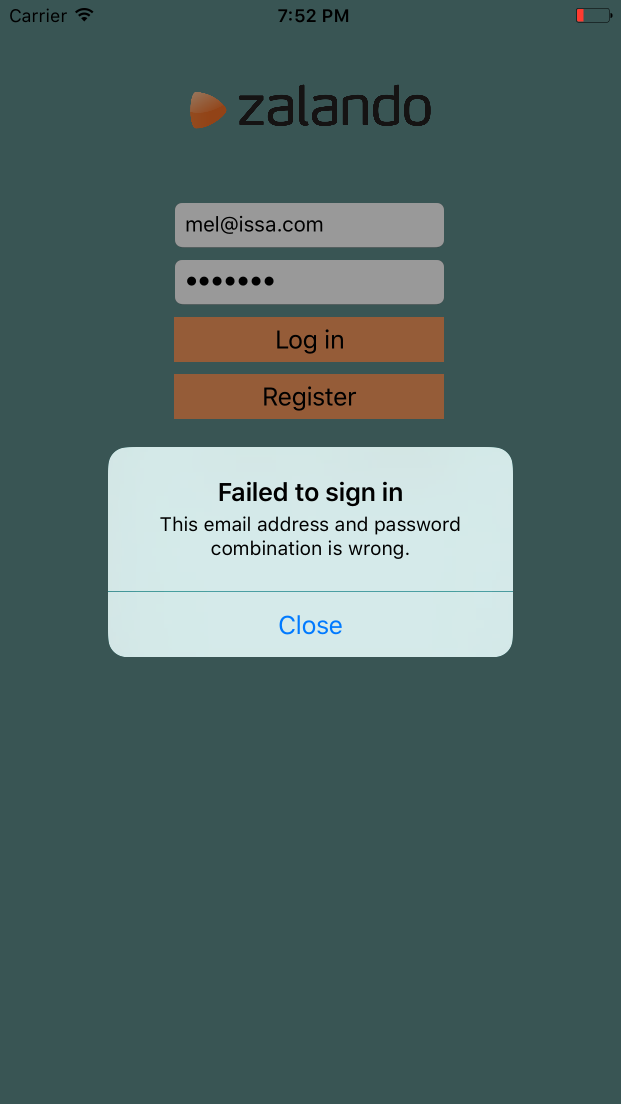 Carrier 7:52 PM
zalando
mel@issa.com
•••••••
Log in
Register
Failed to sign in
This email address and password
combination is wrong.
Close